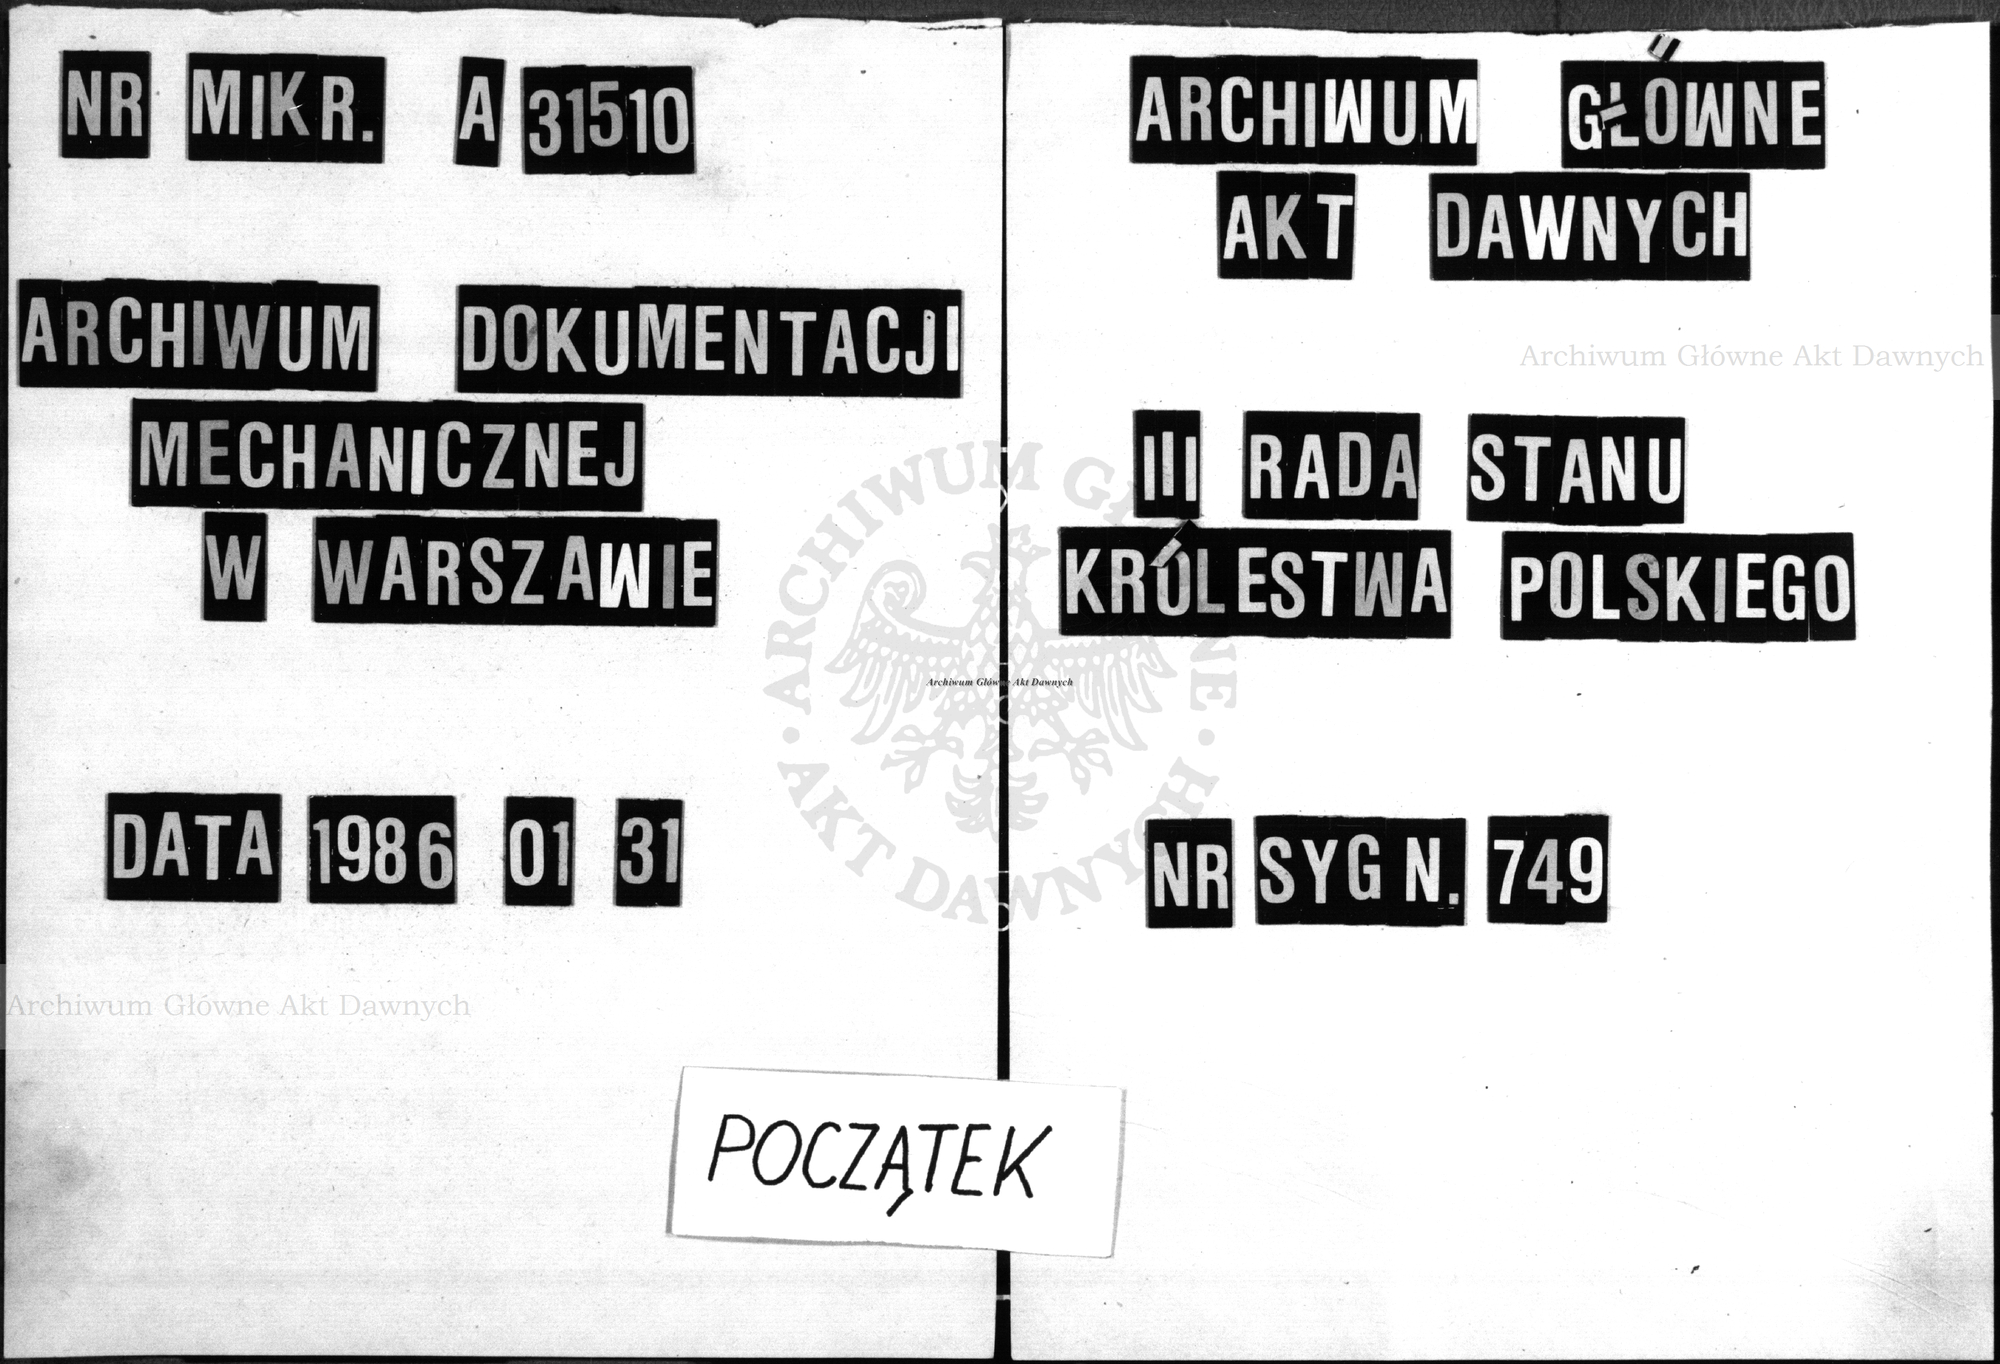 NR MIKR. A 31510
ARCHIWUM DOKUMENTACJI
MECHANICZNEJ
W WARSZAWIE
DATA 1986 01 31
ARCHIWUM GŁÓWNE
AKT DAWNYCH
III RADA STANU
KRÓLESTWA POLSKIEGO
NR SYGN. 749
POCZĄTEK
Archiwum Główne Akt Dawnych
Archiwum Główne Akt Dawnych
Archiwum Główne Akt Dawnych
ARCHIWUM GŁÓWNE
AKT DAWNYCH